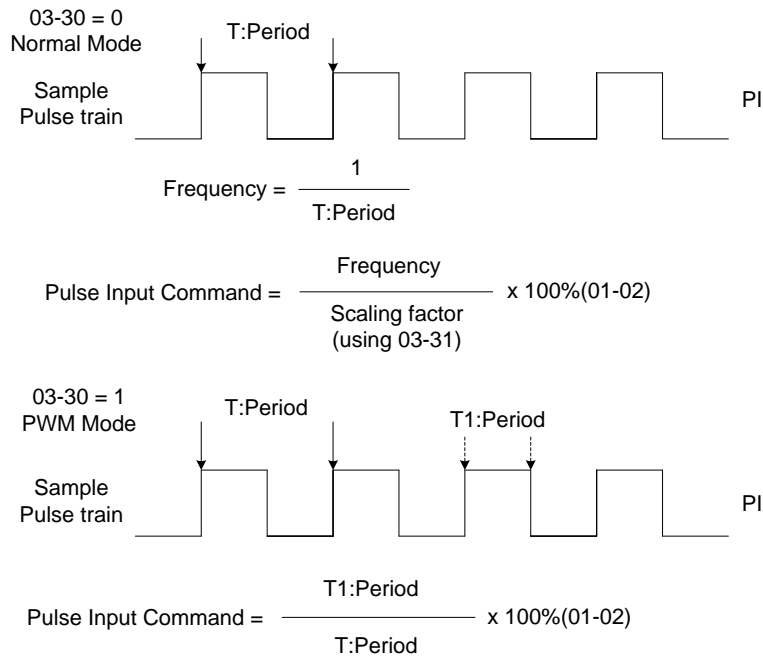 03-30 = 0
Normal Mode
T:Period
Sample
Pulse train
PI
Frequency =
1
T:Period
Pulse Input Command =
Frequency
Scaling factor
(using 03-31)
x 100%(01-02)
03-30 = 1
PWM Mode
T:Period
T1:Period
Sample
Pulse train
PI
Pulse Input Command =
T1:Period
T:Period
x 100%(01-02)